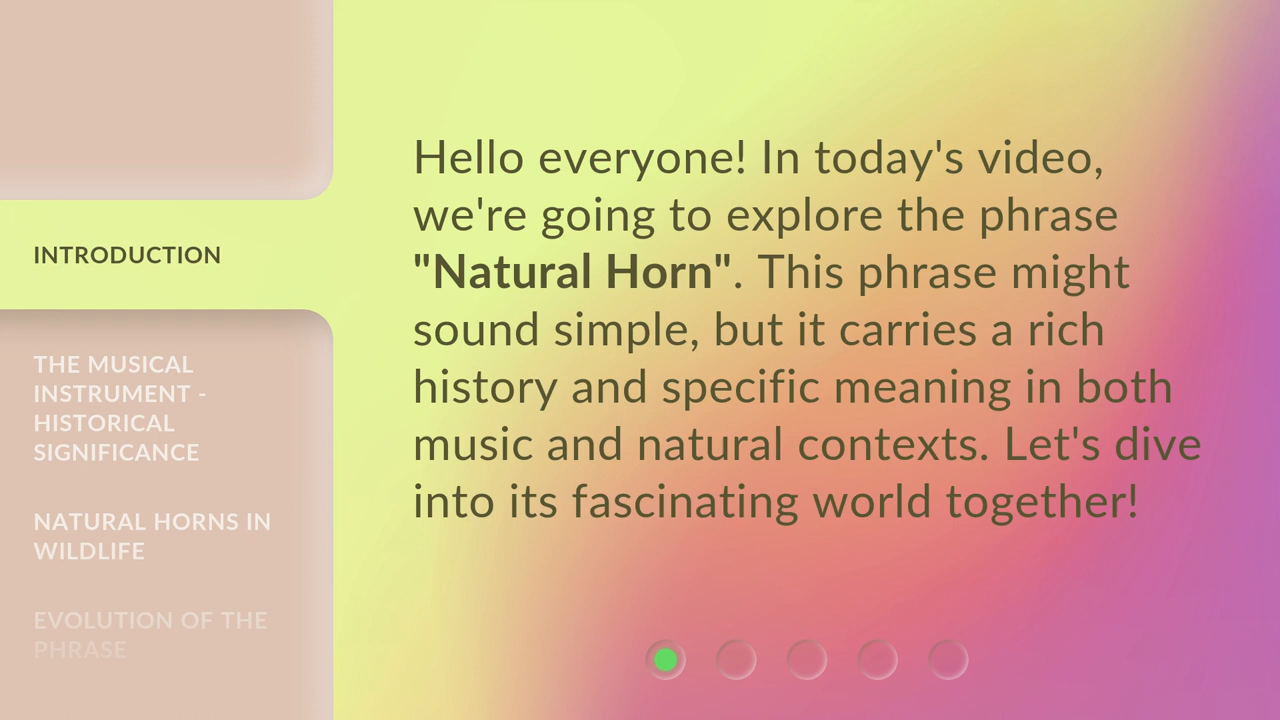 INTRODUCTION
THE MUSICAL
INSTRUMENT -
HISTORICAL
SIGNIFICANCE
NATURAL HORNS IN
WILDLIFE
EVOLUTION OF THE
PHRASE
Hello everyone! In today's video,
we're going to explore the phrase
"Natural Horn". This phrase might
sound simple, but it carries a rich
history and specific meaning in both
music and natural contexts. Let's dive
into its fascinating world together!